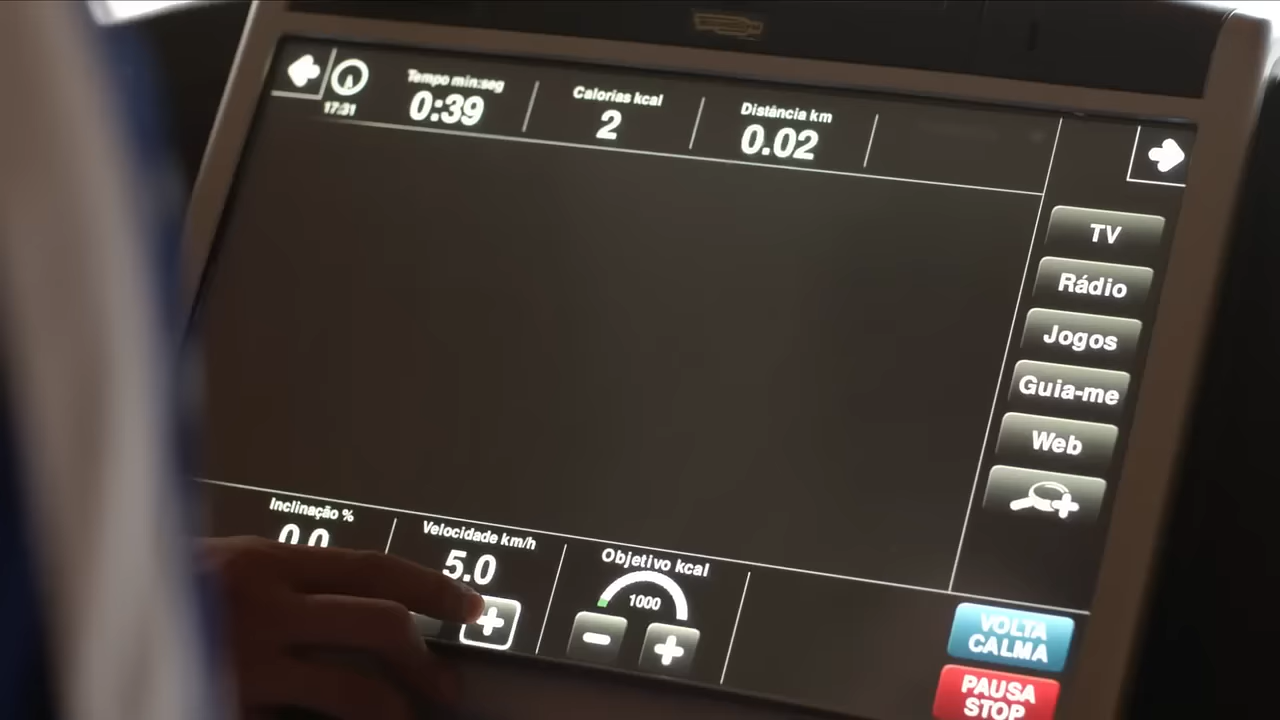 17:31
Tempo min:seg
0:39
Calorias kcal
2
Distância km
0.02
TV
Rádio
Jogos
Guia-me
Web
Inclinação %
0.0
Velocidade km/h
5.0
Objetivo kcal
1000
VOLTA
CALMA
PAUSA
STOP